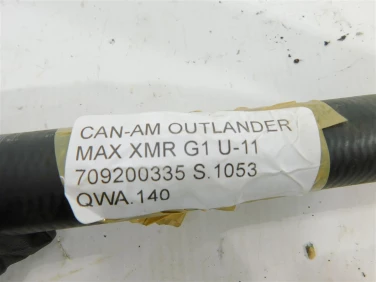 CAN-AM OUTLANDER
MAX XMR G1 U-11
709200335 S.1053
QWA.140